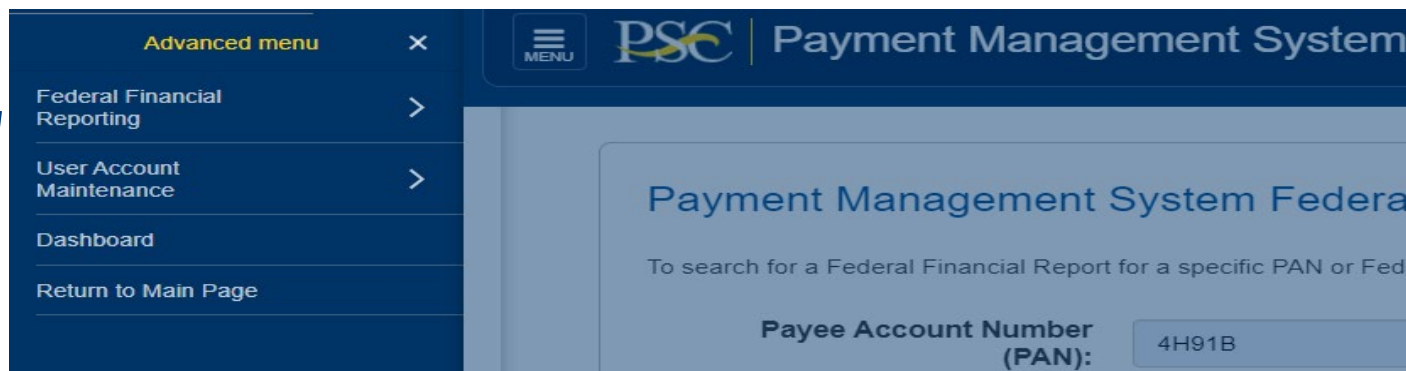 Advanced menu ×
Federal Financial
Reporting
User Account
Maintenance
Dashboard
Return to Main Page
MENU
PSC | Payment Management System
Payment Management System Federa
To search for a Federal Financial Report for a specific PAN or Fed
Payee Account Number
(PAN): 4H91B